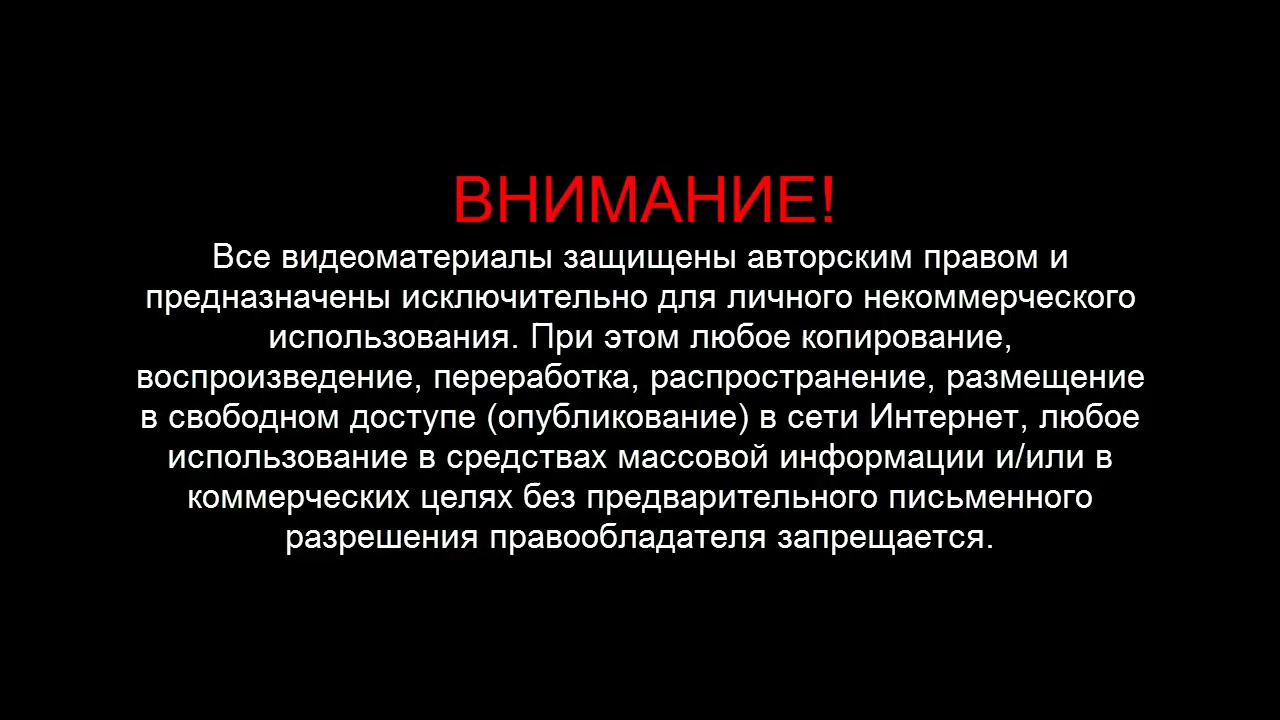 ВНИМАНИЕ!
Все видеоматериалы защищены авторским правом и
предназначены исключительно для личного некоммерческого
использования. При этом любое копирование,
воспроизведение, переработка, распространение, размещение
в свободном доступе (опубликование) в сети Интернет, любое
использование в средствах массовой информации и/или в
коммерческих целях без предварительного письменного
разрешения правообладателя запрещается.